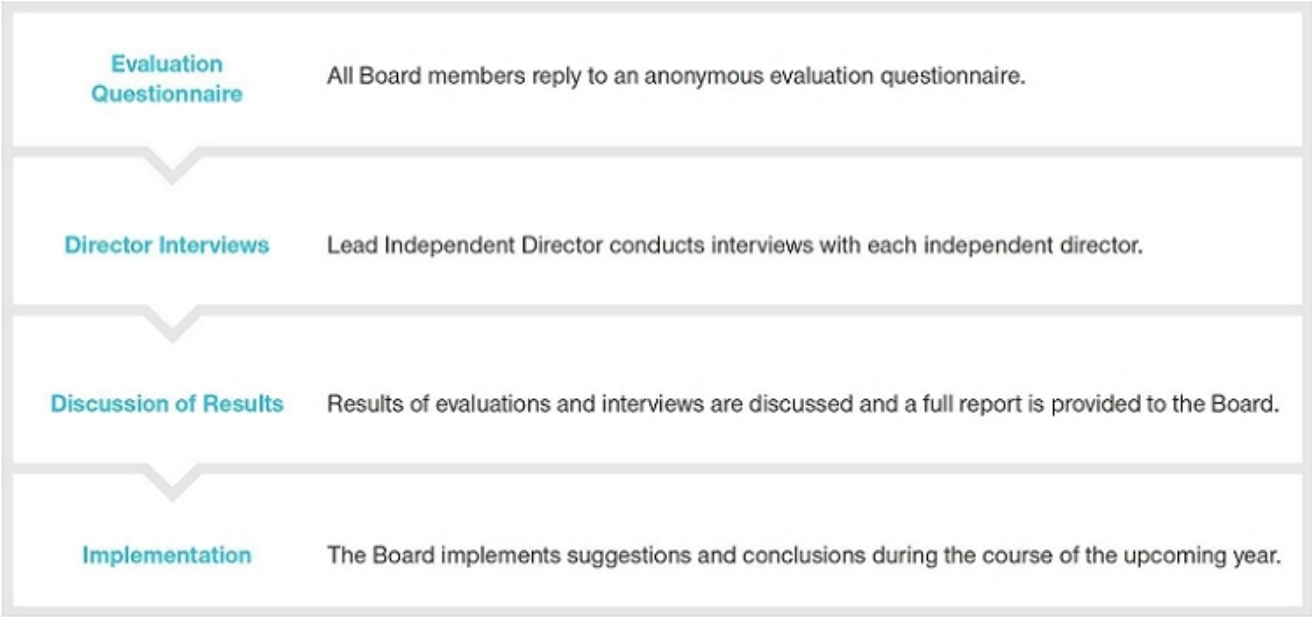 Evaluation
Questionnaire
All Board members reply to an anonymous evaluation questionnaire.
Director Interviews
Lead Independent Director conducts interviews with each independent director.
Discussion of Results
Results of evaluations and interviews are discussed and a full report is provided to the Board.
Implementation
The Board implements suggestions and conclusions during the course of the upcoming year.